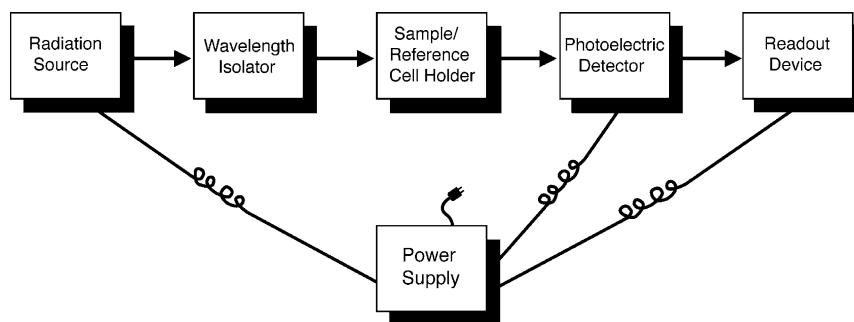 Radiation
Source
Wavelength
Isolator
Sample/
Reference
Cell Holder
Photoelectric
Detector
Readout
Device
Power
Supply